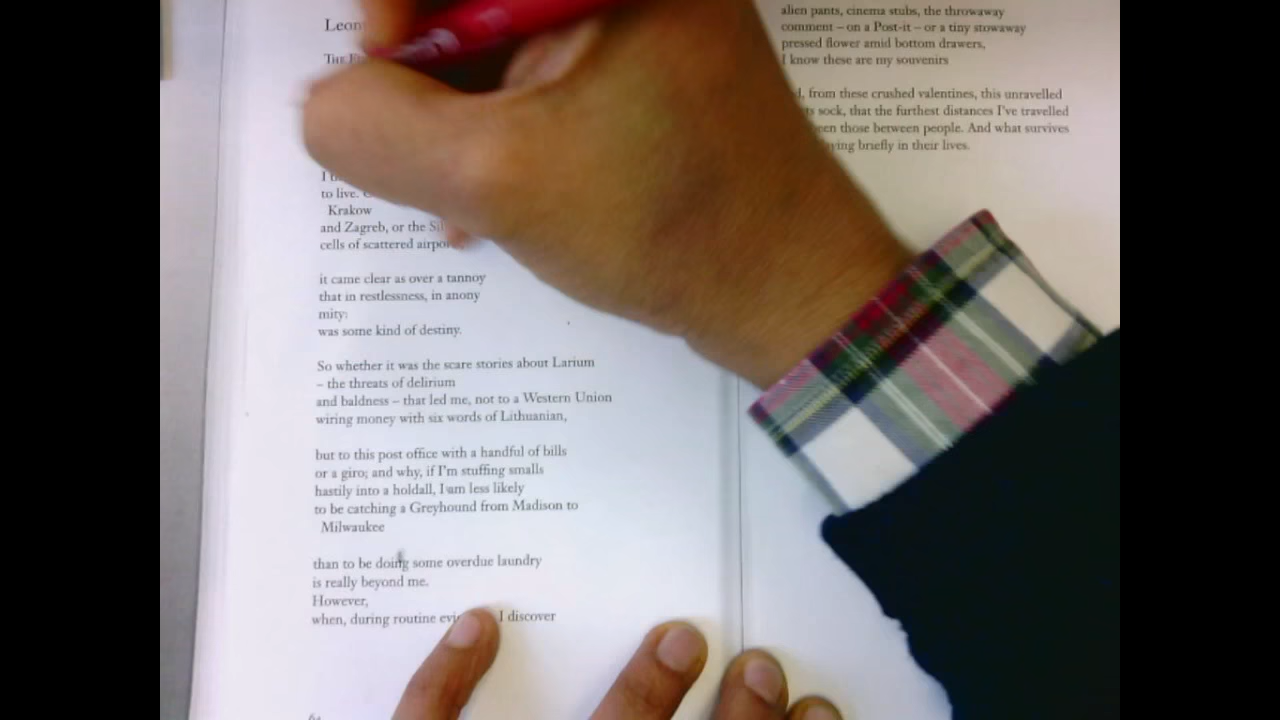 Leon
The F
to live.
Krakow
and Zagreb, or the
cells of scattered
it came clear as over a tannoy
that in restlessness, in anony
mity:
was some kind of destiny.
So whether it was the scare stories about Larium
– the threats of delirium
and baldness – that led me, not to a Western Union
wiring money with six words of Lithuanian,
but to this post office with a handful of bills
or a giro; and why, if I'm stuffing smalls
hastily into a holdall, I am less likely
to be catching a Greyhound from Madison to
Milwaukee
than to be doing some overdue laundry
is really beyond me.
However,
when, during routine I discover
alien pants, cinema stubs, the throwaway
comment – on a Post-it – or a tiny stowaway
pressed flower amid bottom drawers,
I know these are my souvenirs
from these crushed valentines, this unravelled
sock, that the furthest distances I've travelled
those between people. And what survives
briefly in their lives.